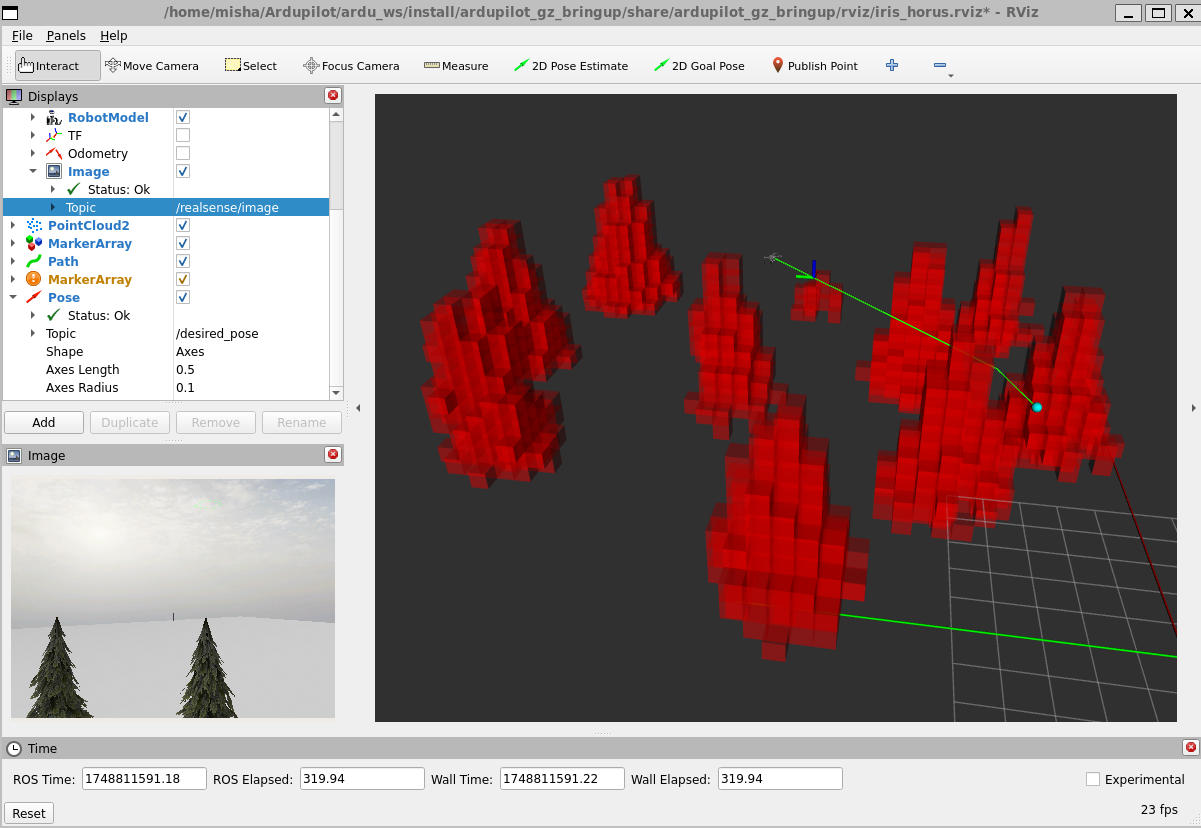 /home/misha/Ardupilot/ardu_ws/install/ardupilot_gz_bringup/share/ardupilot_gz_bringup/rviz/iris_horus.rviz* - RViz
File Panels Help
Interact Move Camera Select Focus Camera Measure 2D Pose Estimate 2D Goal Pose Publish Point
Displays
RobotModel
TF
Odometry
Image
Status: Ok
Topic /realsense/image
PointCloud2
MarkerArray
Path
MarkerArray
Pose
Status: Ok
Topic /desired_pose
Shape Axes
Axes Length 0.5
Axes Radius 0.1
Add Duplicate Remove Rename
Image
Time
ROS Time: 1748811591.18 ROS Elapsed: 319.94 Wall Time: 1748811591.22 Wall Elapsed: 319.94 Experimental
Reset 23 fps